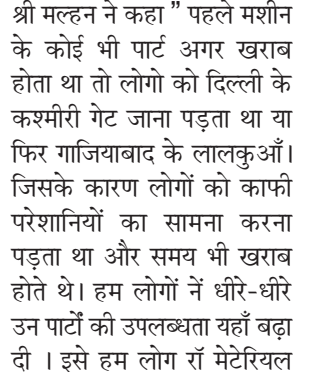 श्री मल्हन ने कहा ” पहले मशीन
के कोई भी पार्ट अगर खराब
होता था तो लोगो को दिल्ली के
कश्मीरी गेट जाना पड़ता था या
फिर गाजियाबाद के लालकुआँ।
जिसके कारण लोगों को काफी
परेशानियों का सामना करना
पड़ता था और समय भी खराब
होते थे। हम लोगों नें धीरे-धीरे
उन पार्टों की उपलब्धता यहाँ बढ़ा
दी । इसे हम लोग रॉ मेटेरियल